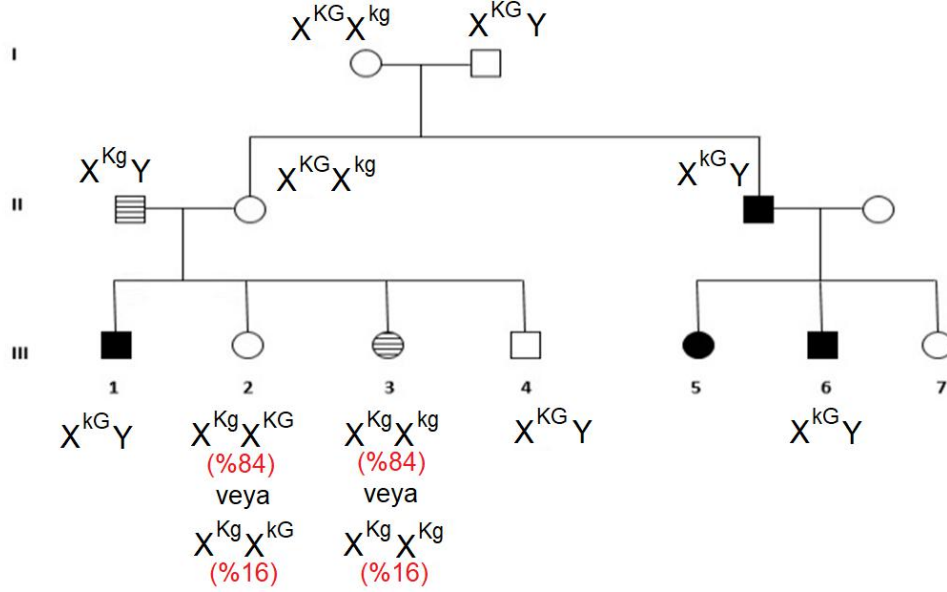 X^KG X^kg X^KG Y
I
X^Kg Y X^KG X^kg X^kG Y
II
III
1 2 3 4 5 6 7
X^kG Y X^Kg X^KG X^Kg X^kg X^KG Y X^kG Y
(%84) (%84)
veya veya
X^Kg X^kG X^Kg X^Kg
(%16) (%16)